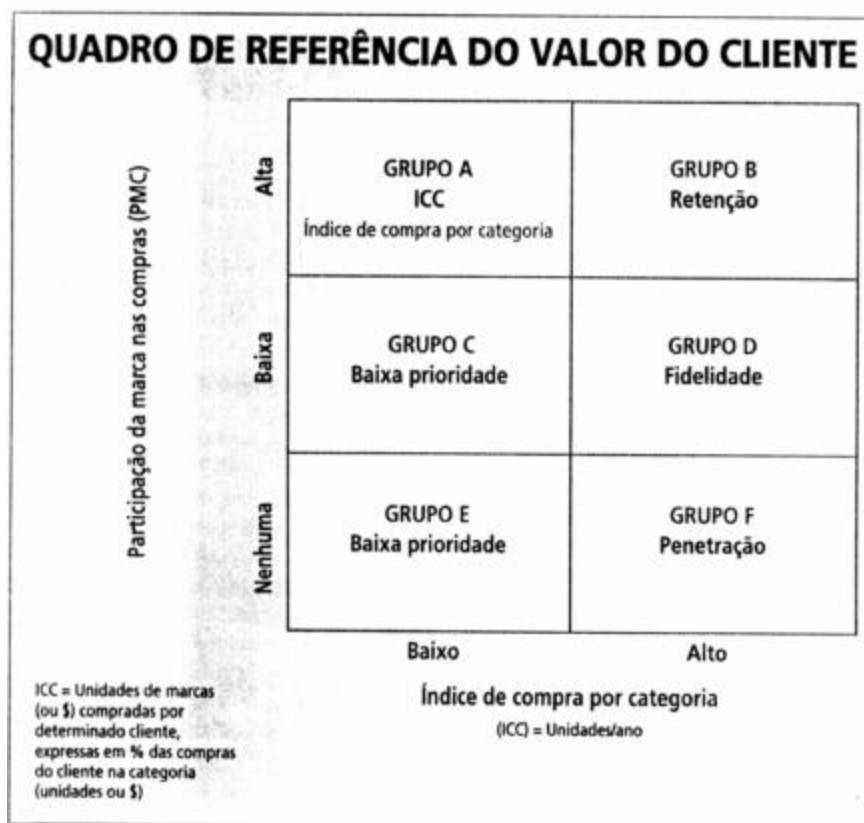 QUADRO DE REFERÊNCIA DO VALOR DO CLIENTE
Participação da marca nas compras (PMC)
Alta
GRUPO A
ICC
Índice de compra por categoria
GRUPO B
Retenção
Baixa
GRUPO C
Baixa prioridade
GRUPO D
Fidelidade
Nenhuma
GRUPO E
Baixa prioridade
GRUPO F
Penetração
Baixo
Alto
Índice de compra por categoria
(ICC) = Unidades/ano
ICC = Unidades de marcas
(ou $) compradas por
determinado cliente,
expressas em % das compras
do cliente na categoria
(unidades ou $)